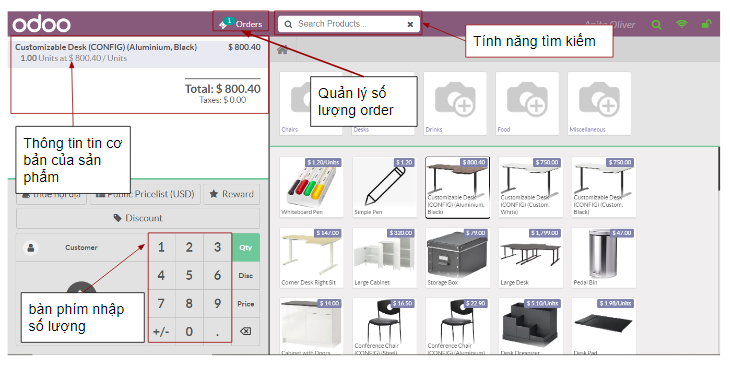 odoo
1
Orders
Search Products...
Tính năng tìm kiếm
Customizable Desk (CONFIG) (Aluminium, Black) $ 800.40
1.00 Units at $ 800.40 / Units
Total: $ 800.40
Taxes: $ 0.00
Quản lý số
lượng order
Chairs
Desks
Drinks
Food
Miscellaneous
Thông tin tin cơ
bản của sản
phẩm
Public Pricelist (USD)
Reward
Discount
Customer
1 2 3 Qty
4 5 6 Disc
7 8 9 Price
+/- 0 .
bàn phím nhập
số lượng
$ 1.20/Units
Whiteboard Pen
$ 1.20
Simple Pen
$ 800.40
Customizable Desk
(CONFIG) (Aluminium,
Black)
$ 750.00
Customizable Desk
(CONFIG) (Custom,
White)
$ 750.00
Customizable Desk
(CONFIG) (Custom,
Black)
$ 147.00
Corner Desk Right Sit
$ 320.00
Large Cabinet
$ 79.00
Storage Box
$ 1,799.00
Large Desk
$ 47.00
Pedal Bin
$ 14.00
Cabinet with Doors
$ 16.50
Conference Chair
(CONFIG) (Steel)
$ 22.90
Conference Chair
(CONFIG) (Aluminium)
$ 5.10/Units
Desk Organizer
$ 1.98/Units
Desk Pad